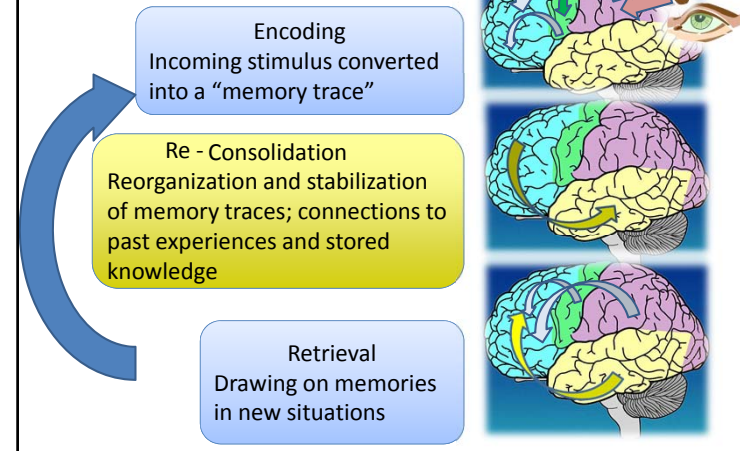 Encoding
Incoming stimulus converted
into a “memory trace”
Re - Consolidation
Reorganization and stabilization
of memory traces; connections to
past experiences and stored
knowledge
Retrieval
Drawing on memories
in new situations